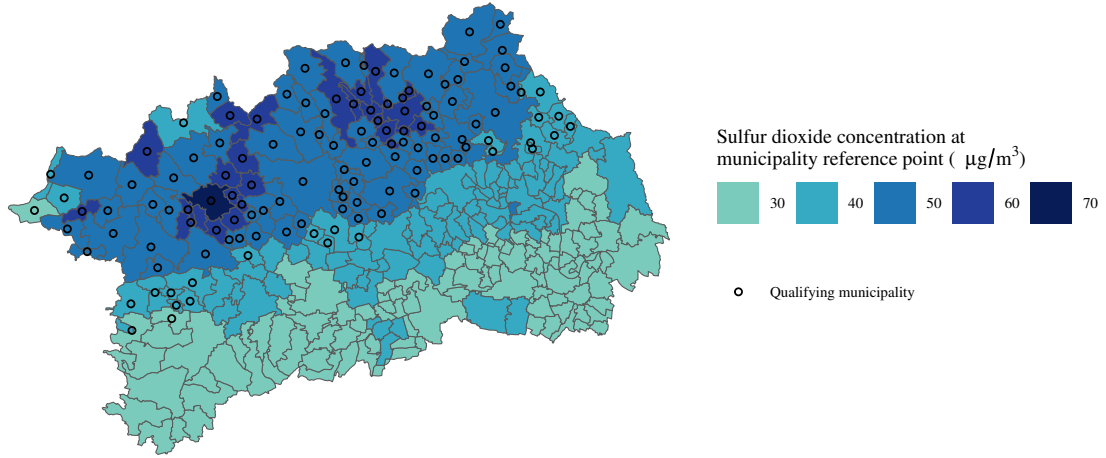 Sulfur dioxide concentration at
municipality reference point ( μg/m³)
30 40 50 60 70
Qualifying municipality